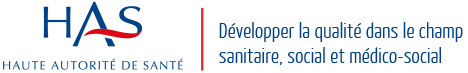 HAS
HAUTE AUTORITÉ DE SANTÉ
Développer la qualité dans le champ
sanitaire, social et médico-social